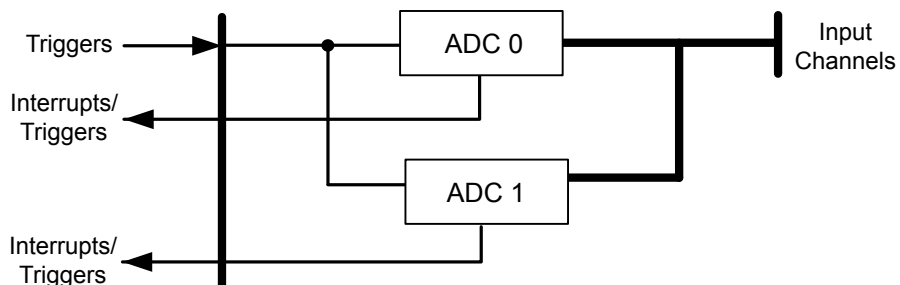 Triggers
ADC 0
Input
Channels
Interrupts/
Triggers
ADC 1
Interrupts/
Triggers